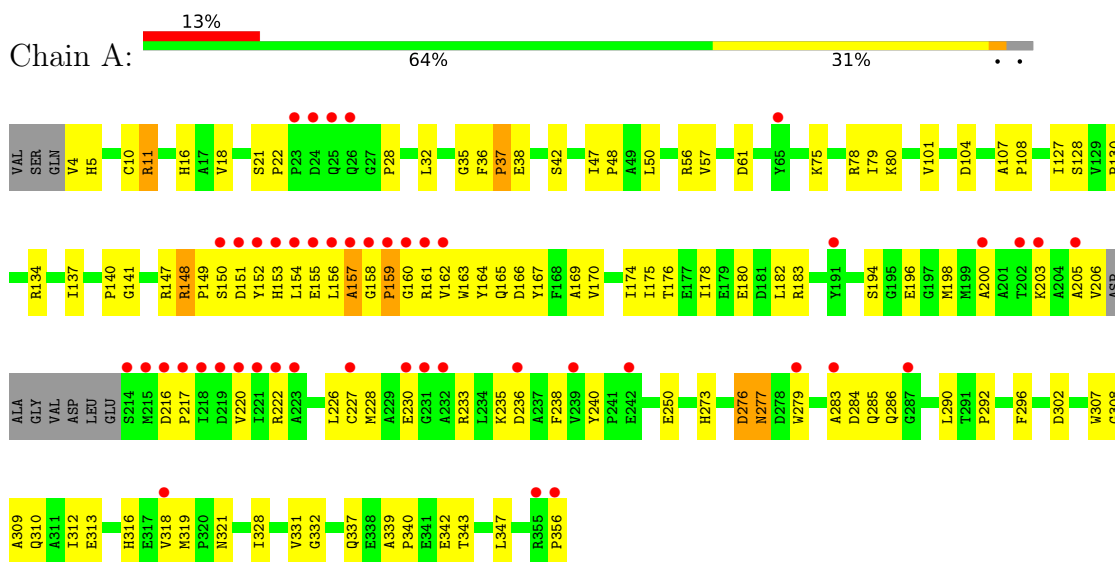 13%
Chain A:
64% 31% . .
VAL SER GLN V4 H5 C10 R11 H16 A17 V18 S21 P22 P23 D24 Q25 Q26 G27 P28 L32 G35 F36 P37 E38 S42 I47 P48 A49 L50 R56 V57 D61 Y65 K75 R78 I79 K80 V101 D104 A107 P108 I127 S128 V129
R134 I137 P140 G141 R147 R148 P149 S150 D151 Y152 H153 L154 E155 L156 A157 G158 P159 G160 R161 V162 W163 Y164 Q165 D166 Y167 F168 A169 V170 I174 I175 T176 E177 I178 E179 E180 D181 L182 R183 Y191 S194 G195 E196 G197 M198 M199 A200 A201 T202 K203 A204 A205 V206 ASP
ALA GLY VAL ASP LEU GLU S214 M215 D216 P217 I218 D219 V220 I221 R222 A223 L226 C227 M228 A229 E230 G231 A232 R233 L234 K235 D236 A237 F238 V239 Y240 P241 E242 E250 H273 D276 N277 D278 W279 A283 D284 Q285 Q286 G287 L290 T291 P292 F296 D302 W307
A309 Q310 A311 I312 E313 H316 E317 V318 M319 P320 N321 I328 V331 G332 Q337 E338 A339 P340 E341 E342 T343 L347 R355 P356